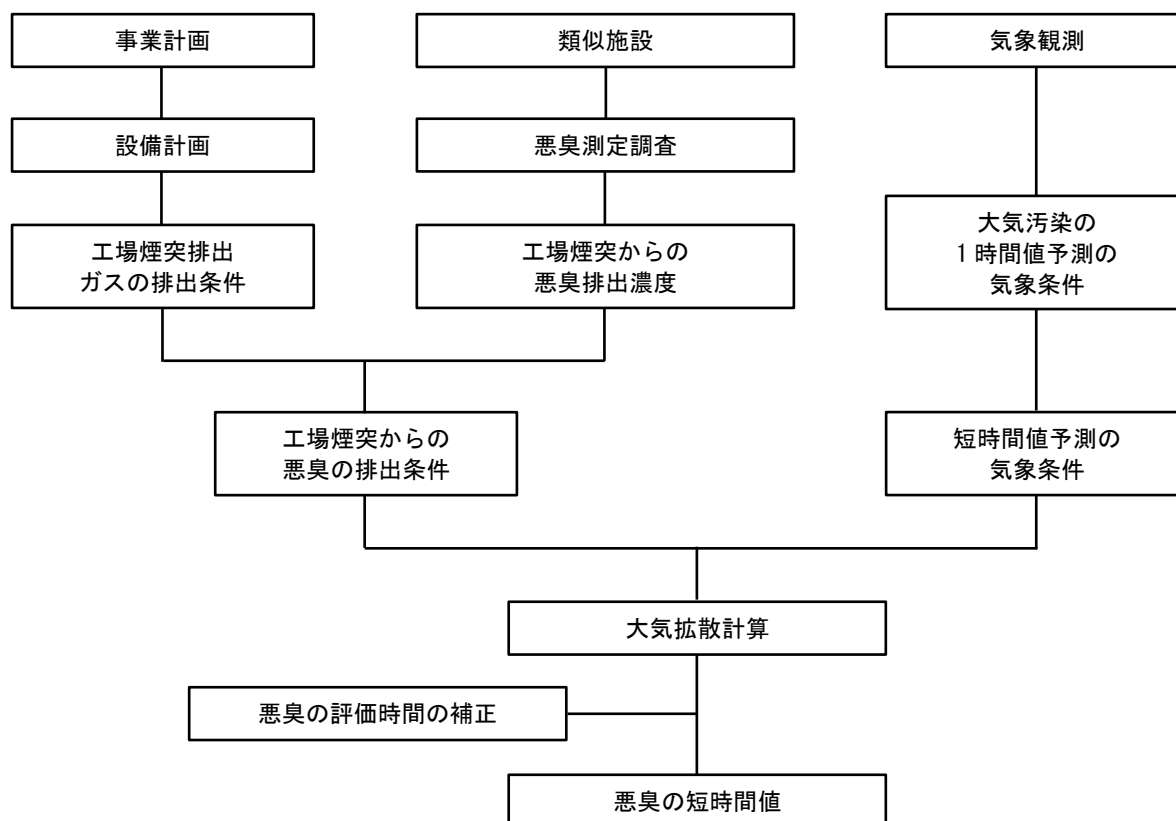 事業計画
類似施設
気象観測
設備計画
悪臭測定調査
工場煙突排出
ガスの排出条件
工場煙突からの
悪臭排出濃度
大気汚染の
1時間値予測の
気象条件
工場煙突からの
悪臭の排出条件
短時間値予測の
気象条件
大気拡散計算
悪臭の評価時間の補正
悪臭の短時間値